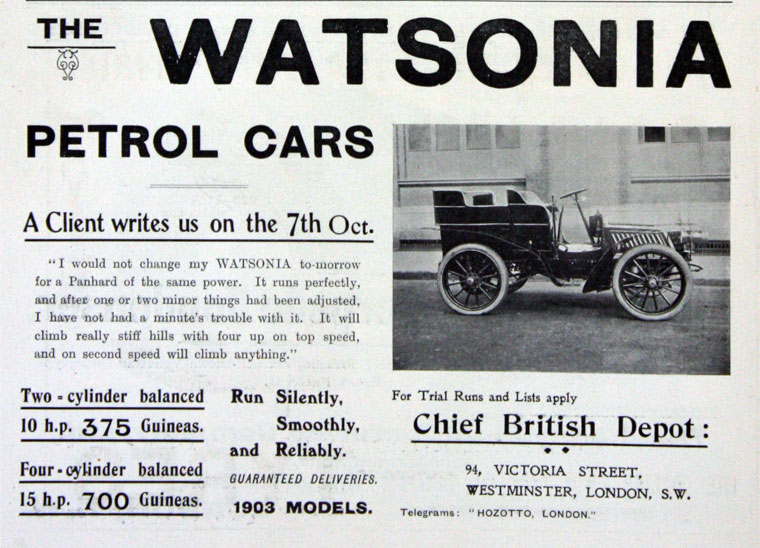 THE WATSONIA
PETROL CARS
A Client writes us on the 7th Oct.
"I would not change my WATSONIA to-morrow
for a Panhard of the same power. It runs perfectly,
and after one or two minor things had been adjusted,
I have not had a minute's trouble with it. It will
climb really stiff hills with four up on top speed,
and on second speed will climb anything."
Two-cylinder balanced
10 h.p. 375 Guineas.
Four-cylinder balanced
15 h.p. 700 Guineas.
Run Silently,
Smoothly,
and Reliably.
GUARANTEED DELIVERIES.
1903 MODELS.
For Trial Runs and Lists apply
Chief British Depot:
94, VICTORIA STREET,
WESTMINSTER, LONDON, S.W.
Telegrams: "HOZOTTO, LONDON."